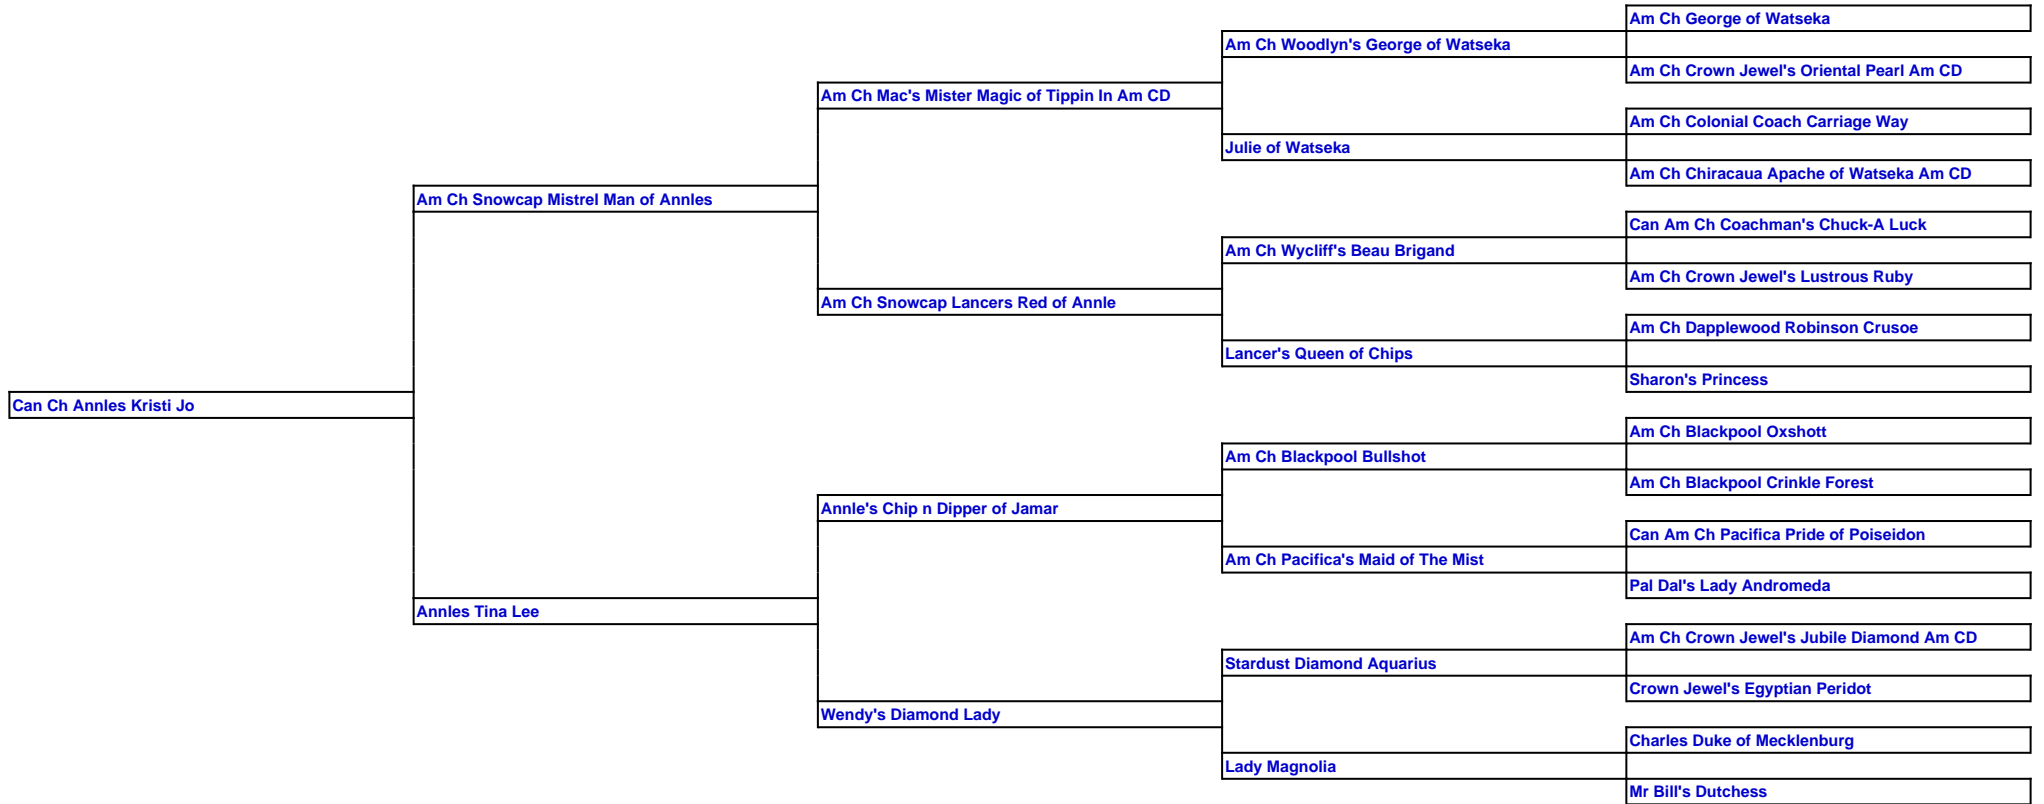 Am Ch George of Watseka
Am Ch Woodlyn's George of Watseka
Am Ch Crown Jewel's Oriental Pearl Am CD
Am Ch Mac's Mister Magic of Tippin In Am CD
Am Ch Colonial Coach Carriage Way
Julie of Watseka
Am Ch Chiracaua Apache of Watseka Am CD
Am Ch Snowcap Mistrel Man of Annles
Can Am Ch Coachman's Chuck-A Luck
Am Ch Wycliff's Beau Brigand
Am Ch Crown Jewel's Lustrous Ruby
Am Ch Snowcap Lancers Red of Annle
Am Ch Dapplewood Robinson Crusoe
Lancer's Queen of Chips
Sharon's Princess
Can Ch Annles Kristi Jo
Am Ch Blackpool Oxshott
Am Ch Blackpool Bullshot
Am Ch Blackpool Crinkle Forest
Annle's Chip n Dipper of Jamar
Can Am Ch Pacifica Pride of Poiseidon
Am Ch Pacifica's Maid of The Mist
Pal Dal's Lady Andromeda
Annles Tina Lee
Am Ch Crown Jewel's Jubile Diamond Am CD
Stardust Diamond Aquarius
Crown Jewel's Egyptian Peridot
Wendy's Diamond Lady
Charles Duke of Mecklenburg
Lady Magnolia
Mr Bill's Dutchess